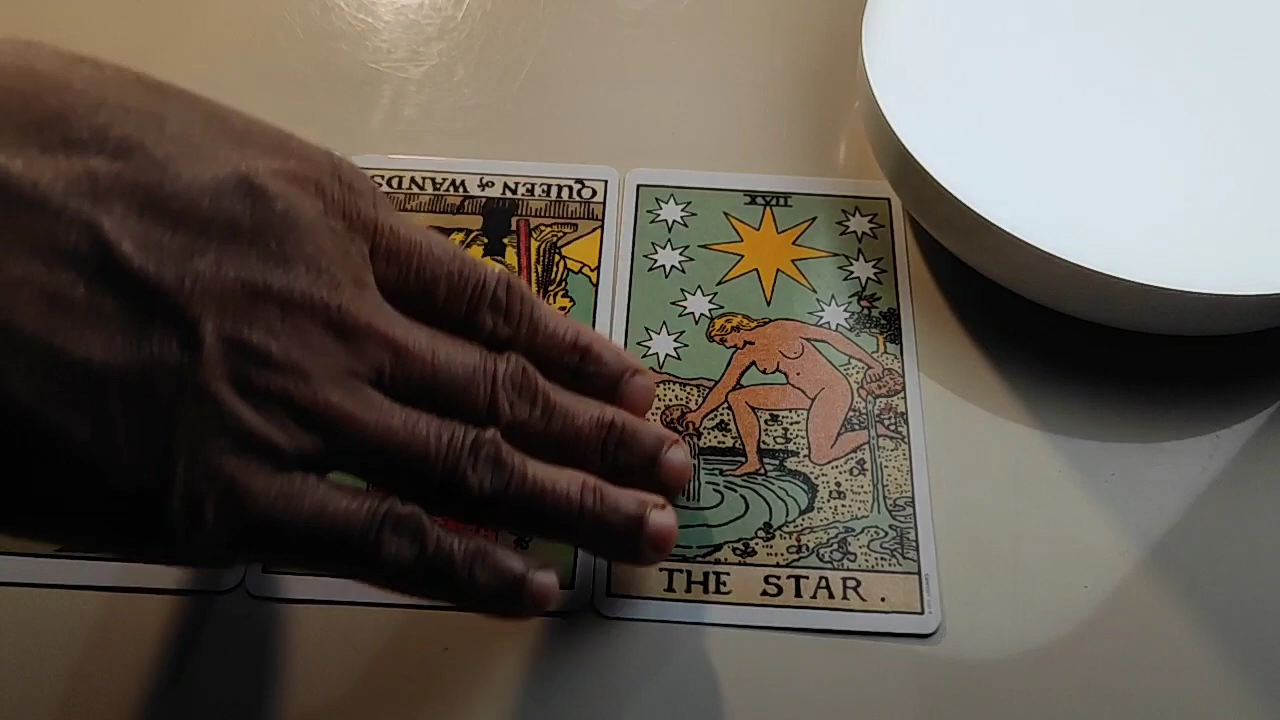 QUEEN of WANDS
XVII
THE STAR.